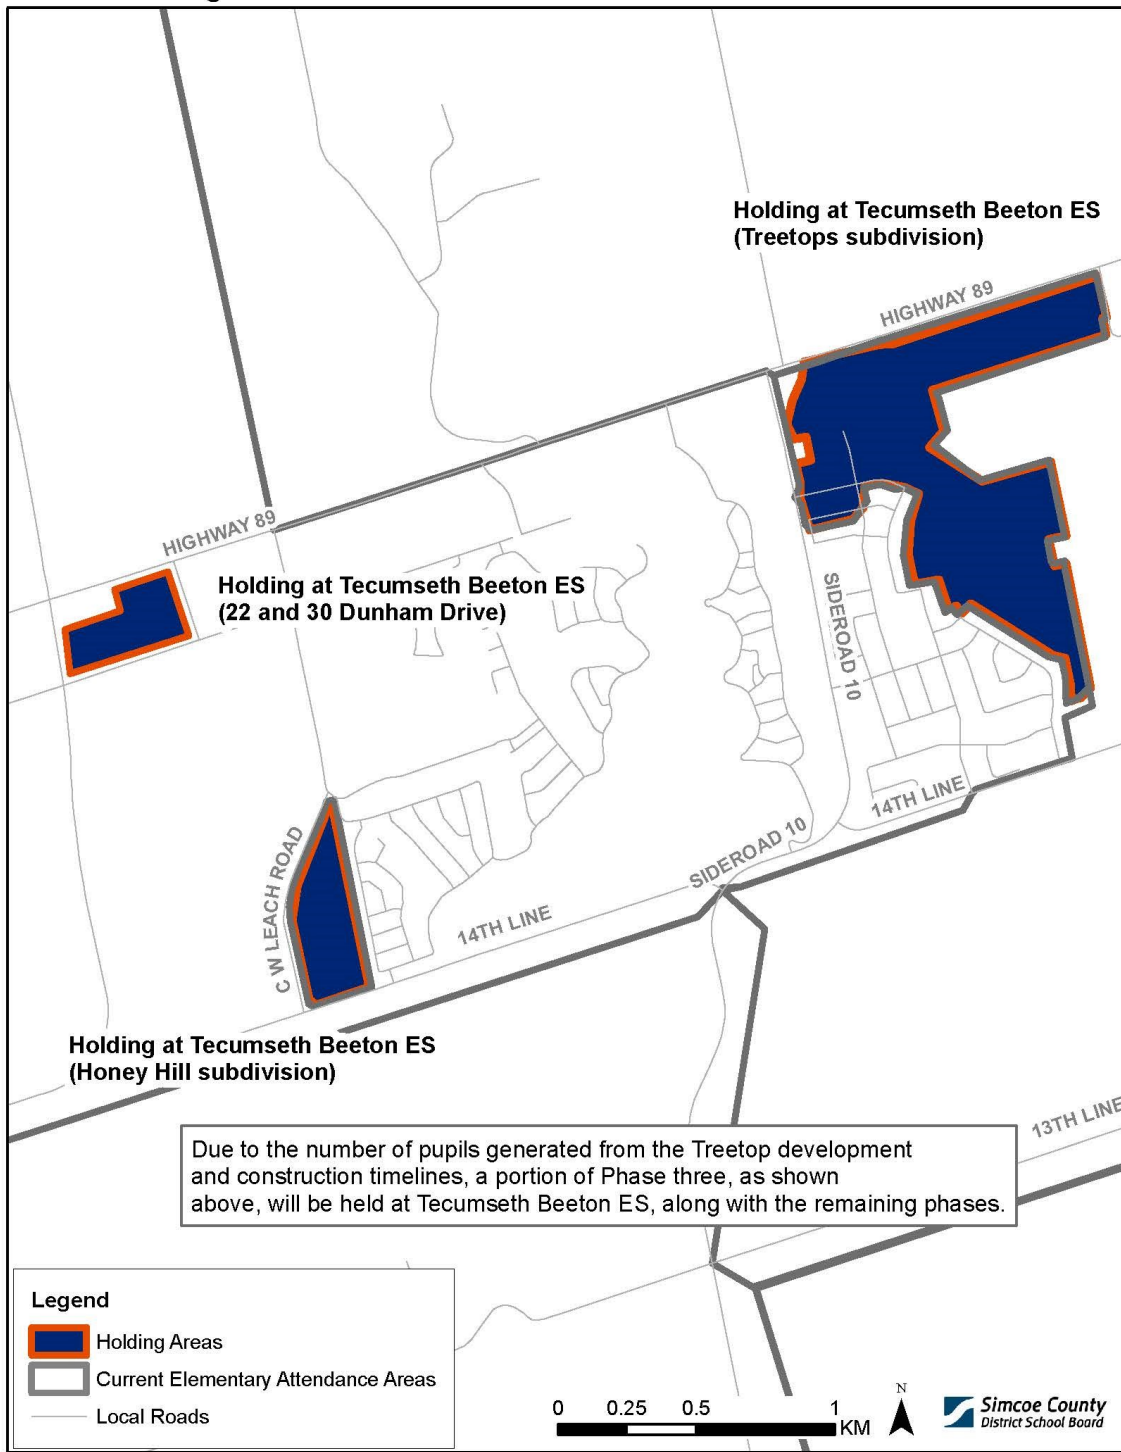 Holding at Tecumseth Beeton ES
(Treetops subdivision)
HIGHWAY 89
HIGHWAY 89
Holding at Tecumseth Beeton ES
(22 and 30 Dunham Drive)
SIDEROAD 10
14TH LINE
SIDEROAD 10
C W LEACH ROAD
14TH LINE
Holding at Tecumseth Beeton ES
(Honey Hill subdivision)
13TH LINE
Due to the number of pupils generated from the Treetop development
and construction timelines, a portion of Phase three, as shown
above, will be held at Tecumseth Beeton ES, along with the remaining phases.
Legend
Holding Areas
Current Elementary Attendance Areas
Local Roads
0 0.25 0.5 1
KM
N
Simcoe County
District School Board